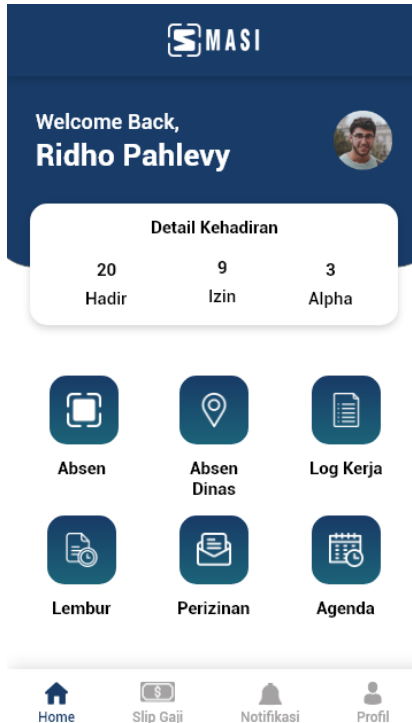 MASI
Welcome Back,
Ridho Pahlevy
Detail Kehadiran
20 9 3
Hadir Izin Alpha
Absen Absen Dinas Log Kerja
Lembur Perizinan Agenda
$
Home Slip Gaji Notifikasi Profil